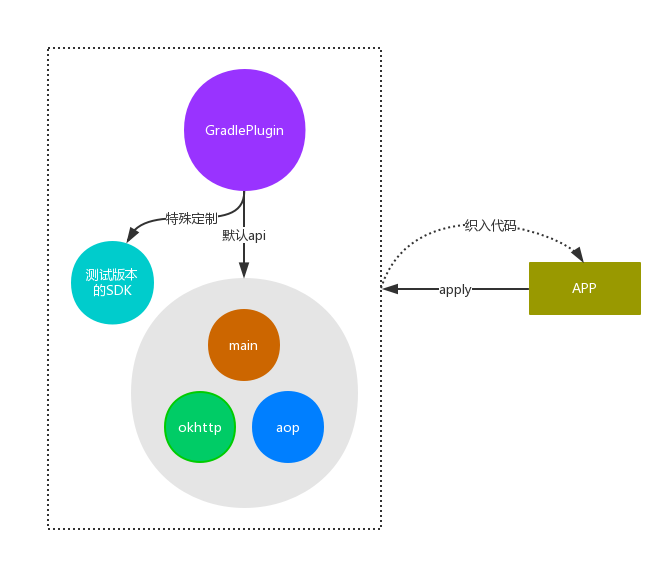 GradlePlugin
特殊定制
织入代码
默认api
测试版本
的SDK
apply
APP
main
okhttp
aop